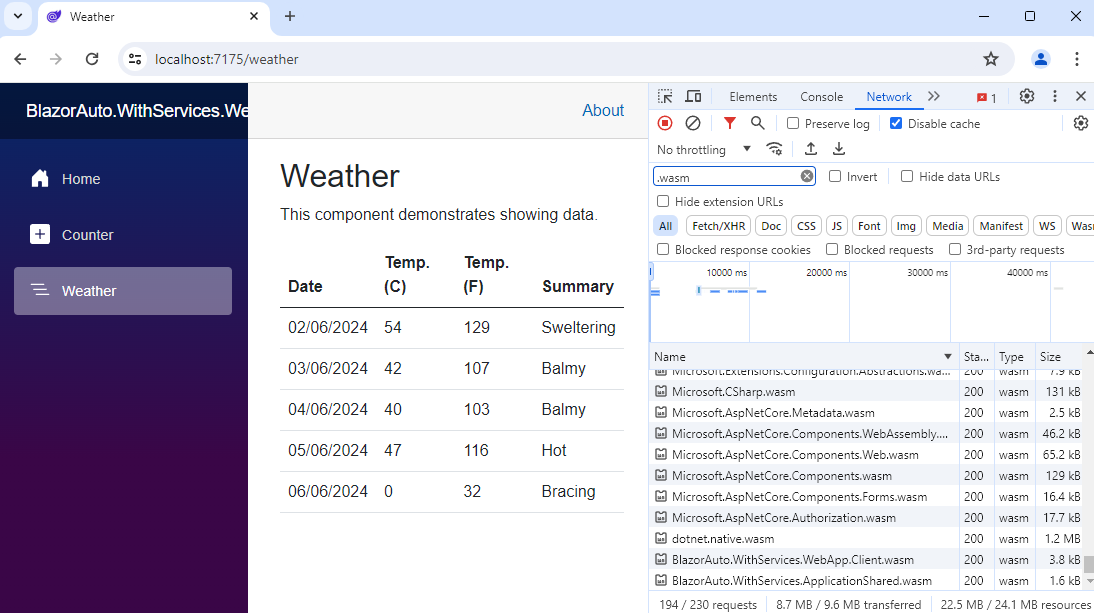 Weather
localhost:7175/weather
BlazorAuto.WithServices.We
About
Home
Counter
Weather
Weather
This component demonstrates showing data.
Date Temp. (C) Temp. (F) Summary
02/06/2024 54 129 Sweltering
03/06/2024 42 107 Balmy
04/06/2024 40 103 Balmy
05/06/2024 47 116 Hot
06/06/2024 0 32 Bracing
Elements Console Network 1
Preserve log Disable cache
No throttling
.wasm Invert Hide data URLs
Hide extension URLs
All Fetch/XHR Doc CSS JS Font Img Media Manifest WS Wasm
Blocked response cookies Blocked requests 3rd-party requests
10000 ms 20000 ms 30000 ms 40000 ms
Name Sta... Type Size
Microsoft.Extensions.Configuration.Abstractions.wa... 200 wasm 7.9 kB
Microsoft.CSharp.wasm 200 wasm 131 kB
Microsoft.AspNetCore.Metadata.wasm 200 wasm 2.5 kB
Microsoft.AspNetCore.Components.WebAssembly.... 200 wasm 46.2 kB
Microsoft.AspNetCore.Components.Web.wasm 200 wasm 65.2 kB
Microsoft.AspNetCore.Components.wasm 200 wasm 129 kB
Microsoft.AspNetCore.Components.Forms.wasm 200 wasm 16.4 kB
Microsoft.AspNetCore.Authorization.wasm 200 wasm 17.7 kB
dotnet.native.wasm 200 wasm 1.2 MB
BlazorAuto.WithServices.WebApp.Client.wasm 200 wasm 3.8 kB
BlazorAuto.WithServices.ApplicationShared.wasm 200 wasm 1.6 kB
194 / 230 requests 8.7 MB / 9.6 MB transferred 22.5 MB / 24.1 MB resources